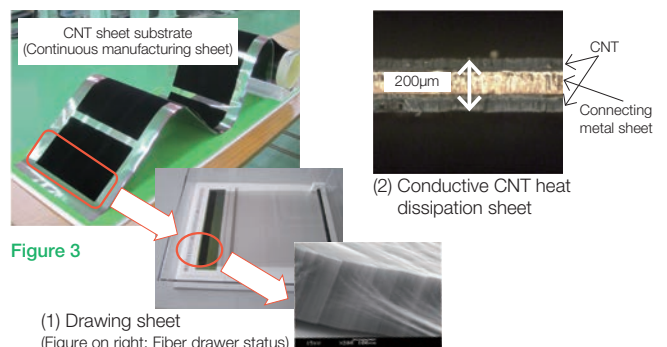 CNT sheet substrate
(Continuous manufacturing sheet)
200μm
CNT
Connecting
metal sheet
(2) Conductive CNT heat
dissipation sheet
Figure 3
(1) Drawing sheet
(Figure on right: Fiber drawer status)